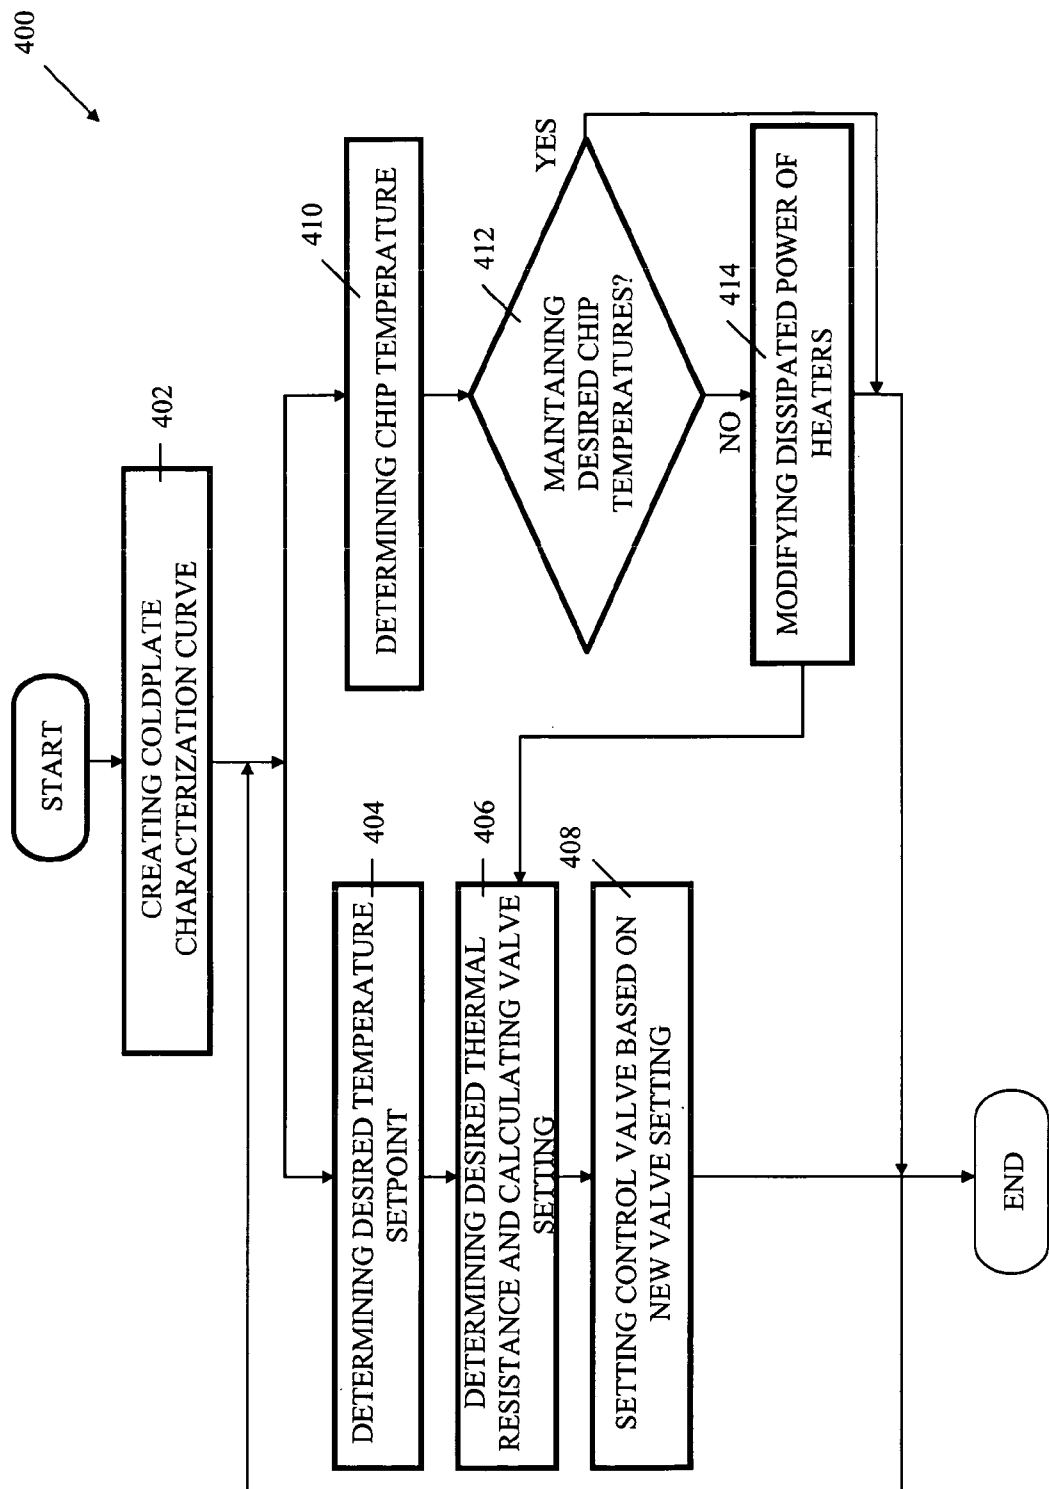 400
START
CREATING COLDPLATE
CHARACTERIZATION CURVE
402
DETERMINING DESIRED TEMPERATURE
SETPOINT
404
DETERMINING DESIRED THERMAL
RESISTANCE AND CALCULATING VALVE
SETTING
406
SETTING CONTROL VALVE BASED ON
NEW VALVE SETTING
408
DETERMINING CHIP TEMPERATURE
410
MAINTAINING
DESIRED CHIP
TEMPERATURES?
412
YES
NO
MODIFYING DISSIPATED POWER OF
HEATERS
414
END